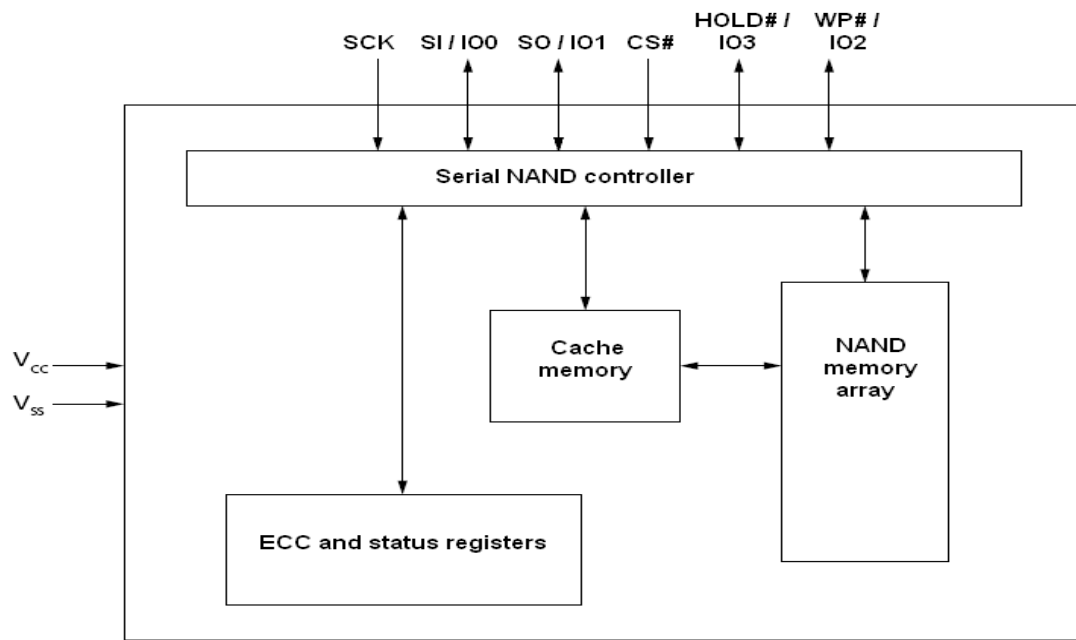 SCK
SI / IO0
SO / IO1
CS#
HOLD# /
IO3
WP# /
IO2
Serial NAND controller
Cache
memory
NAND
memory
array
Vcc
Vss
ECC and status registers